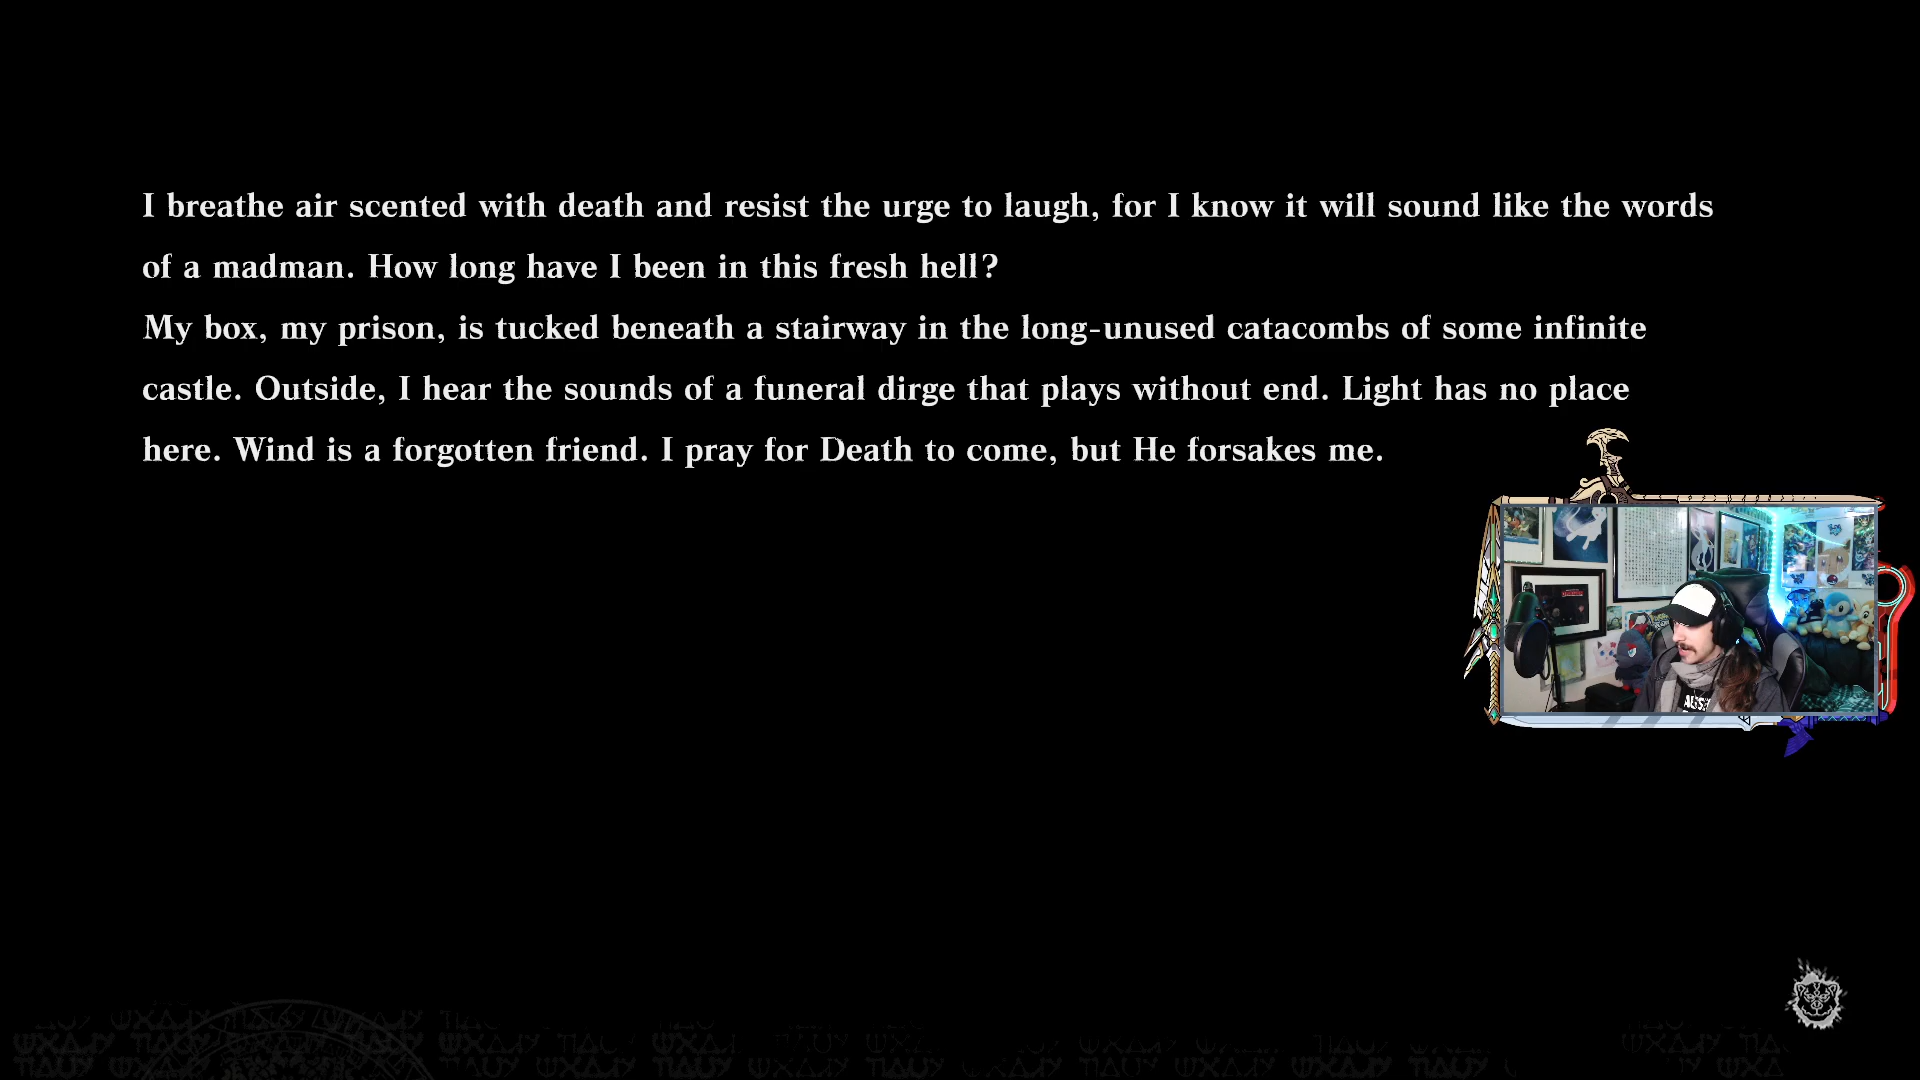 I breathe air scented with death and resist the urge to laugh, for I know it will sound like the words
of a madman. How long have I been in this fresh hell?
My box, my prison, is tucked beneath a stairway in the long-unused catacombs of some infinite
castle. Outside, I hear the sounds of a funeral dirge that plays without end. Light has no place
here. Wind is a forgotten friend. I pray for Death to come, but He forsakes me.